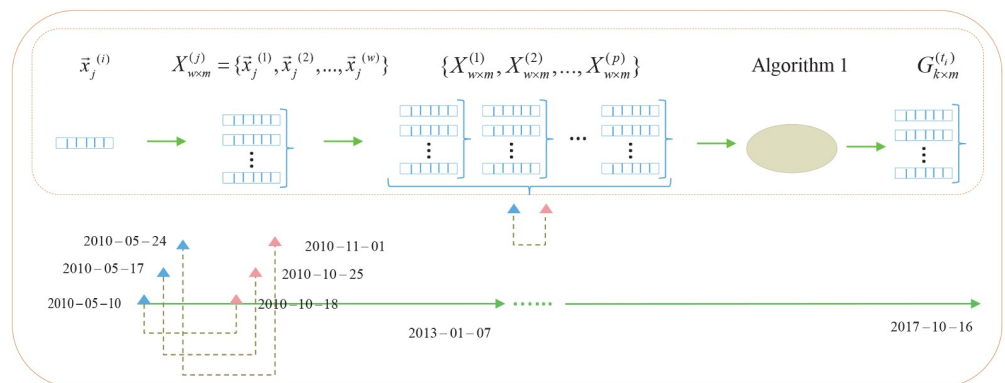 x⃗_j^{(i)}
X_{w×m}^{(j)} = {x⃗_j^{(1)}, x⃗_j^{(2)}, ..., x⃗_j^{(w)}}
{X_{w×m}^{(1)}, X_{w×m}^{(2)}, ..., X_{w×m}^{(p)}}
Algorithm 1
G_{k×m}^{(t_i)}
2010－05－24
2010－11－01
2010－05－17
2010－10－25
2010－05－10
2010－10－18
2013－01－07
2017－10－16